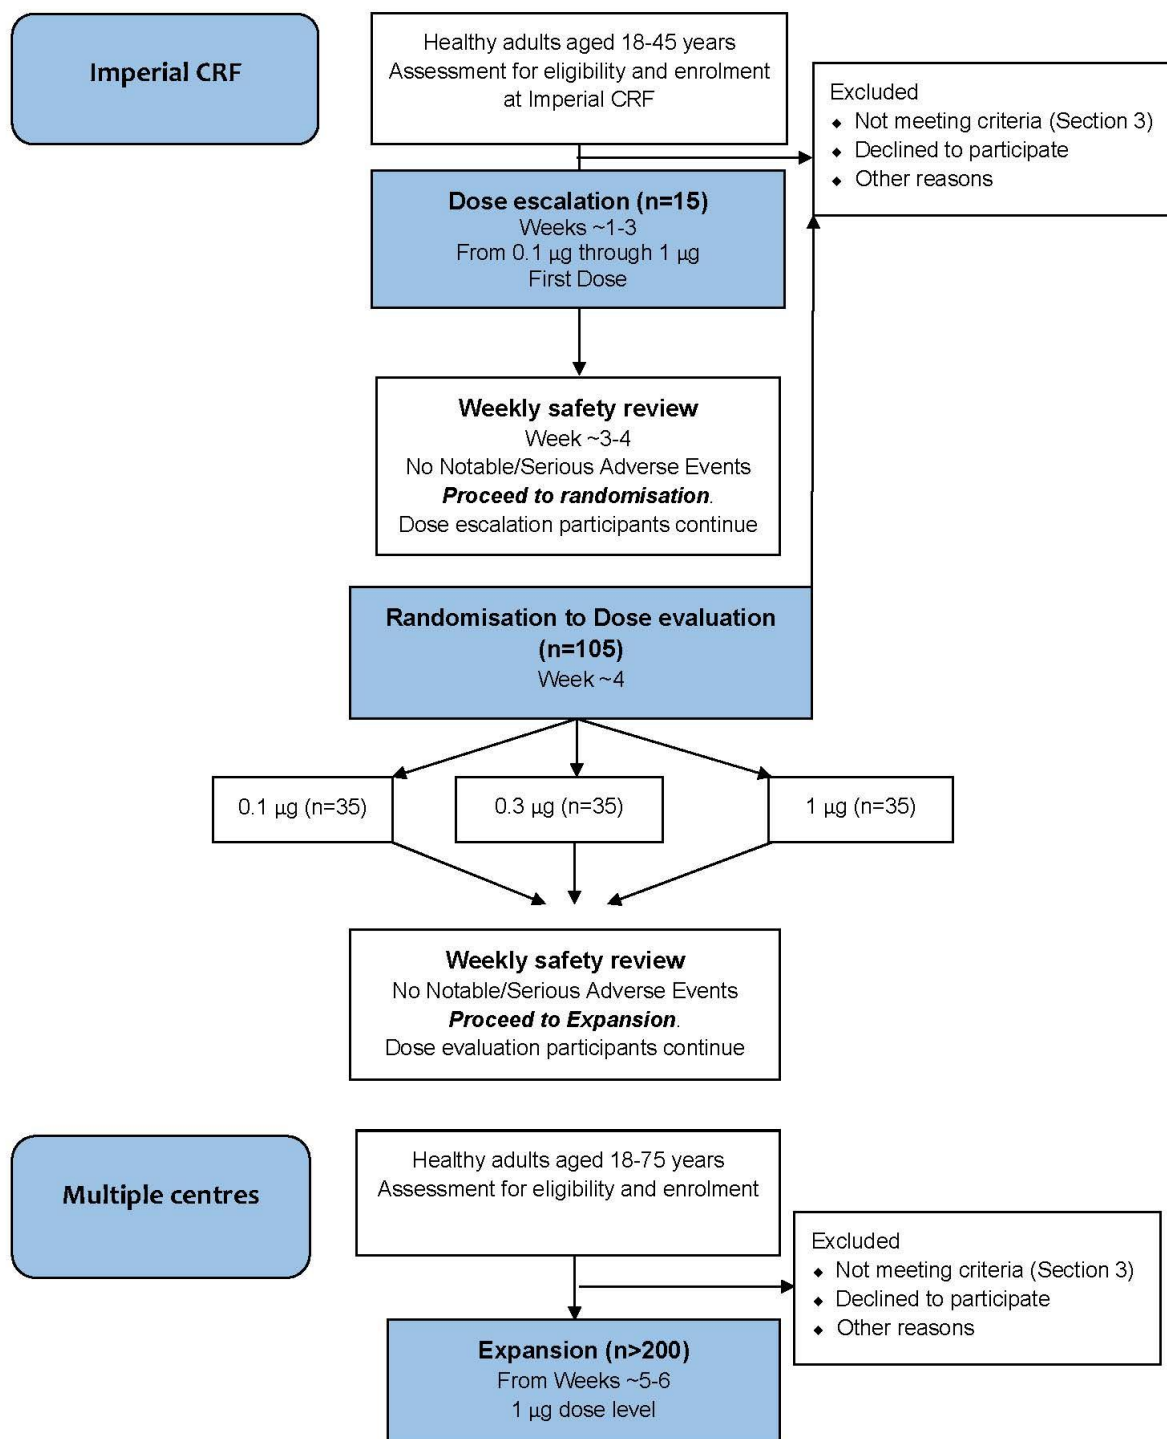 Imperial CRF
Healthy adults aged 18-45 years
Assessment for eligibility and enrolment
at Imperial CRF
Excluded
♦ Not meeting criteria (Section 3)
♦ Declined to participate
♦ Other reasons
Dose escalation (n=15)
Weeks ~1-3
From 0.1 µg through 1 µg
First Dose
Weekly safety review
Week ~3-4
No Notable/Serious Adverse Events
Proceed to randomisation.
Dose escalation participants continue
Randomisation to Dose evaluation
(n=105)
Week ~4
0.1 µg (n=35)
0.3 µg (n=35)
1 µg (n=35)
Weekly safety review
No Notable/Serious Adverse Events
Proceed to Expansion.
Dose evaluation participants continue
Multiple centres
Healthy adults aged 18-75 years
Assessment for eligibility and enrolment
Excluded
♦ Not meeting criteria (Section 3)
♦ Declined to participate
♦ Other reasons
Expansion (n>200)
From Weeks ~5-6
1 µg dose level